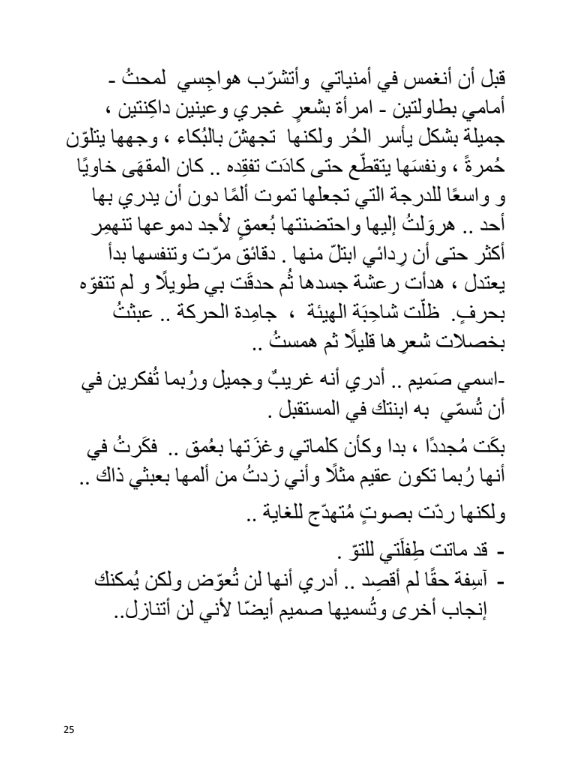 قبل أن أنغمس في أمنياتي وأتشرّب هواجِسي لمحتُ -
أمامي بطاولتين - امرأة بشعرٍ غجري وعينين داكِنتين ،
جميلة بشكل يأسر الحُر ولكنها تجهشّ بالبُكاء ، وجهها يتلوّن
حُمرةً ، ونفسَها يتقطّع حتى كادَت تفقِده .. كان المقهَى خاويًا
و واسعًا للدرجة التي تجعلها تموت ألمًا دون أن يدري بها
أحد .. هروَلتُ إليها واحتضنتها بُعمقٍ لأجد دموعها تنهمِر
أكثر حتى أن رِدائي ابتلّ منها . دقائق مرّت وتنفسها بدأ
يعتدل ، هدأت رعشة جسدها ثُم حدقَت بي طويلًا و لم تتفوّه
بحرفٍ. ظلّت شاحِبَة الهيئة ، جامِدة الحركة .. عبثتُ
بخصلات شعرِها قليلًا ثم همستُ ..
-اسمي صَميم .. أدري أنه غريبٌ وجميل ورُبما تُفكرين في
أن تُسمّي به ابنتك في المستقبل .
بكَت مُجددًا ، بدا وكأن كلماتي وغزَتها بعُمق .. فكَرتُ في
أنها رُبما تكون عقيم مثلًا وأني زدتُ من ألمها بعبثي ذاك ..
ولكنها ردّت بصوتٍ مُتهدّج للغاية ..
- قد ماتت طِفلَتي للتوّ .
- آسِفة حقًا لم أقصِد .. أدري أنها لن تُعوّض ولكن يُمكنك
إنجاب أخرى وتُسميها صميم أيضًا لأني لن أتنازل..
25